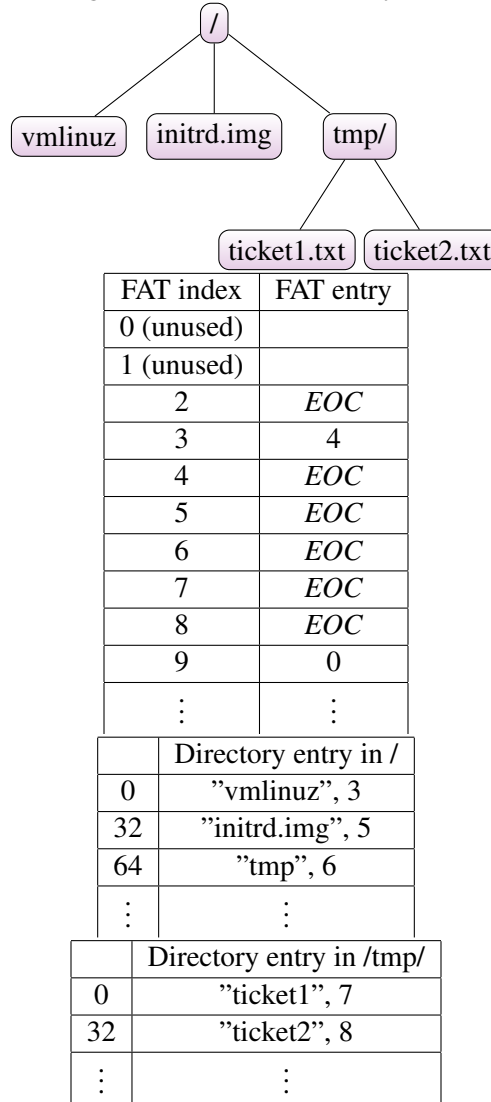 /
vmlinuz initrd.img tmp/
ticket1.txt ticket2.txt
FAT index FAT entry
0 (unused)
1 (unused)
2 EOC
3 4
4 EOC
5 EOC
6 EOC
7 EOC
8 EOC
9 0
⋮ ⋮
Directory entry in /
0 ”vmlinuz”, 3
32 ”initrd.img”, 5
64 ”tmp”, 6
⋮ ⋮
Directory entry in /tmp/
0 ”ticket1”, 7
32 ”ticket2”, 8
⋮ ⋮